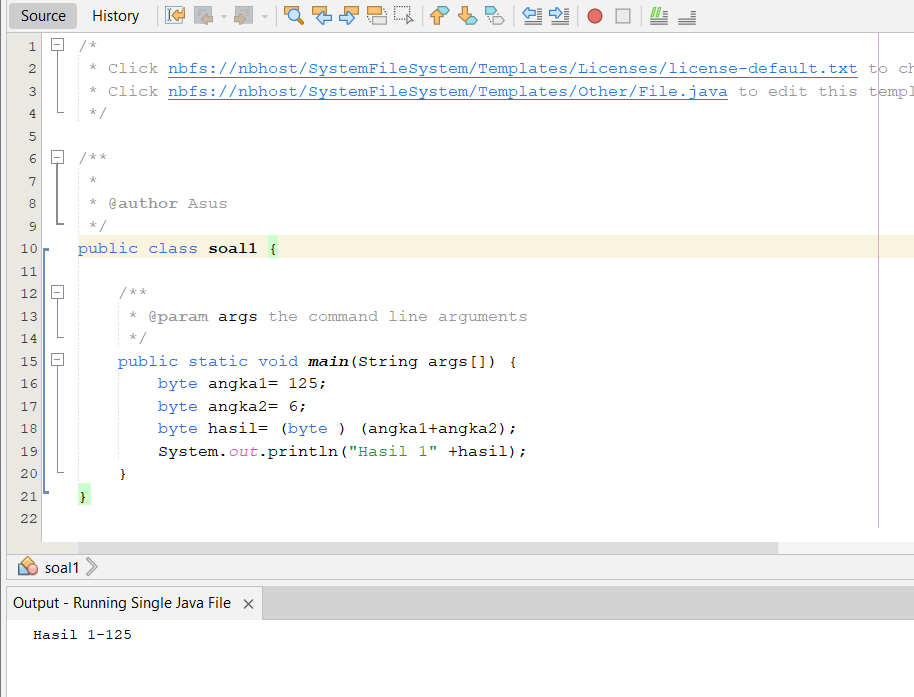 Source History
1 /*
2 * Click nbfs://nbhost/SystemFileSystem/Templates/Licenses/license-default.txt to ch
3 * Click nbfs://nbhost/SystemFileSystem/Templates/Other/File.java to edit this templ
4 */
5
6 /**
7 *
8 * @author Asus
9 */
10 public class soal1 {
11
12 /**
13 * @param args the command line arguments
14 */
15 public static void main(String args[]) {
16 byte angka1= 125;
17 byte angka2= 6;
18 byte hasil= (byte ) (angka1+angka2);
19 System.out.println("Hasil 1" +hasil);
20 }
21 }
22
soal1
Output - Running Single Java File
Hasil 1-125